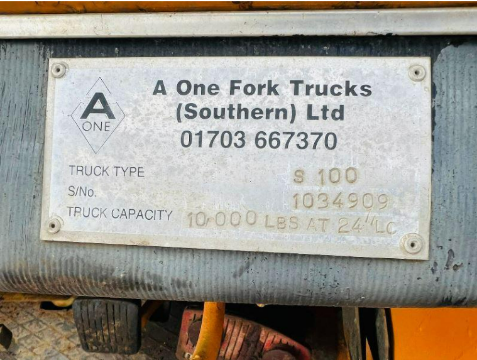 A
ONE
A One Fork Trucks
(Southern) Ltd
01703 667370
TRUCK TYPE S 100
S/No. 1034909
TRUCK CAPACITY 10,000 LBS AT 24" LC